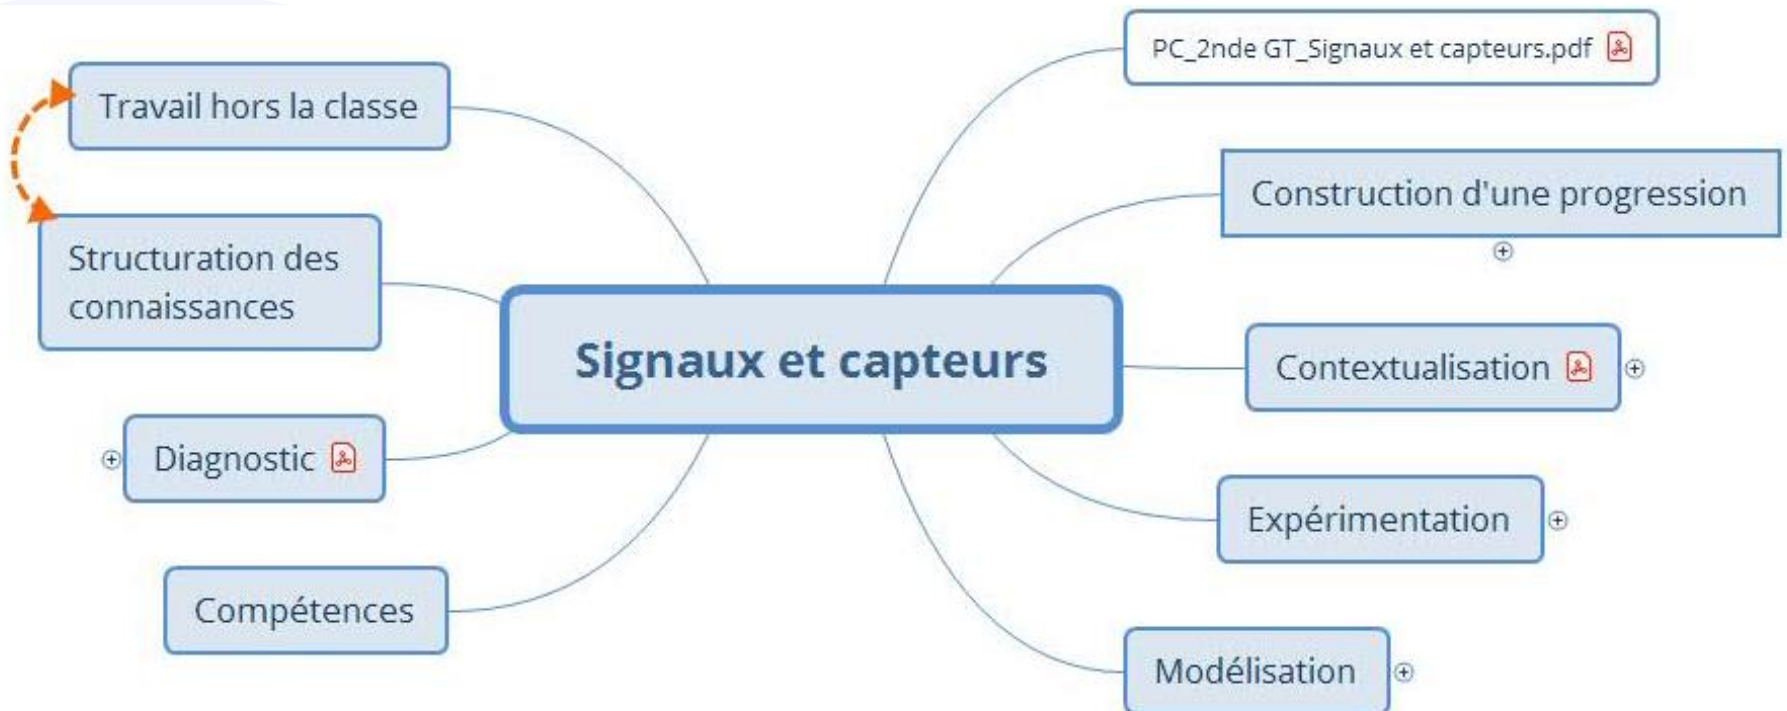 PC_2nde GT_Signaux et capteurs.pdf
Travail hors la classe
Construction d'une progression
Structuration des
connaissances
Signaux et capteurs
Contextualisation
Diagnostic
Expérimentation
Compétences
Modélisation